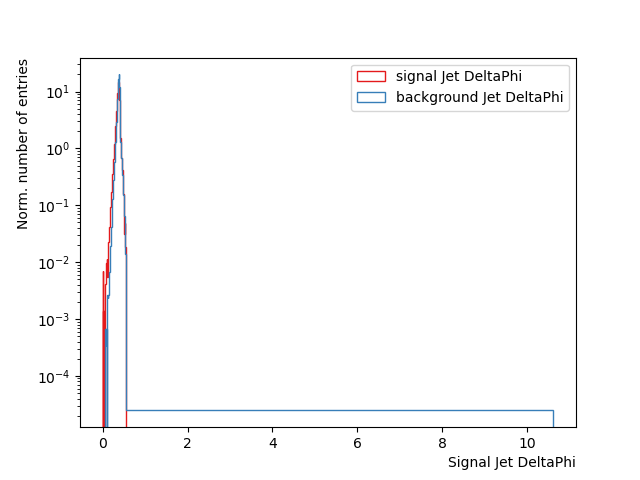 signal Jet DeltaPhi
background Jet DeltaPhi
Norm. number of entries
10¹
10⁰
10⁻¹
10⁻²
10⁻³
10⁻⁴
0 2 4 6 8 10
Signal Jet DeltaPhi